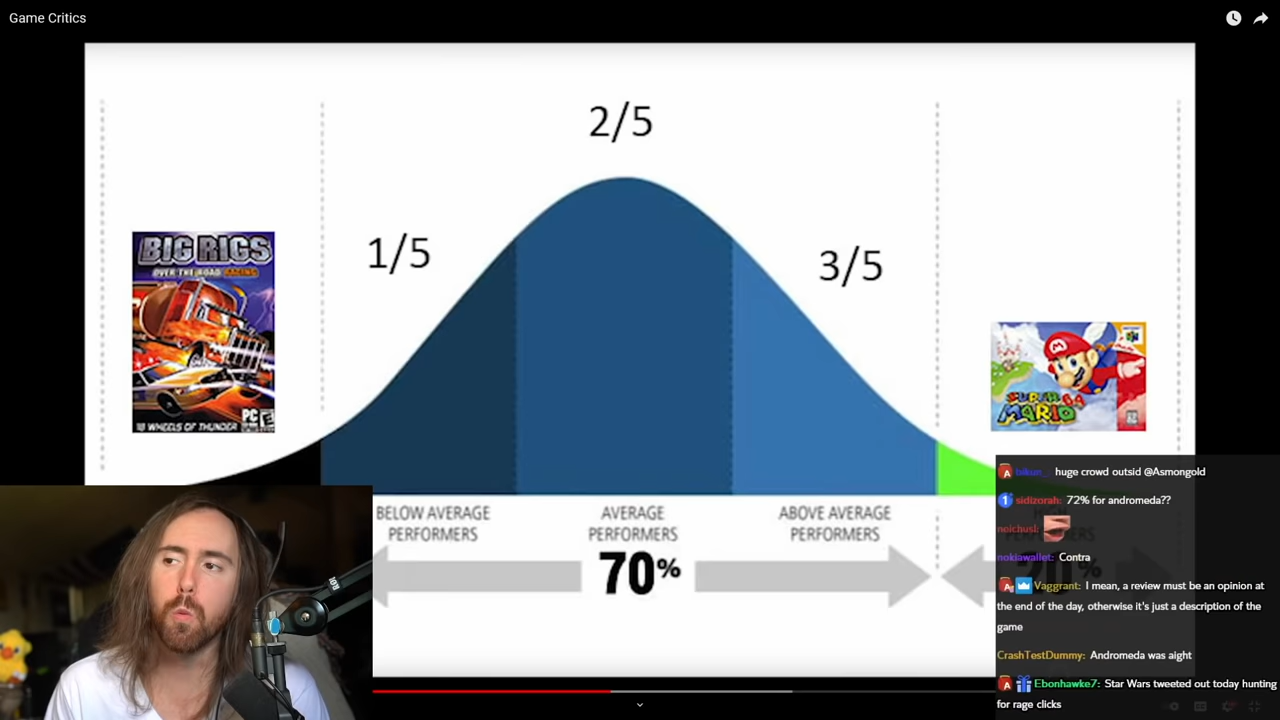 Game Critics
2/5
1/5
3/5
BIG RIGS
OVER THE ROAD RACING
PC
18 WHEELS OF THUNDER
SUPER
MARIO 64
BELOW AVERAGE
PERFORMERS
AVERAGE
PERFORMERS
70%
ABOVE AVERAGE
PERFORMERS
huge crowd outsid @Asmongold
sidizorah: 72% for andromeda??
nokiawallet: Contra
Vaggrant: I mean, a review must be an opinion at
the end of the day, otherwise it's just a description of the
game
CrashTestDummy: Andromeda was aight
Ebonhawke7: Star Wars tweeted out today hunting
for rage clicks